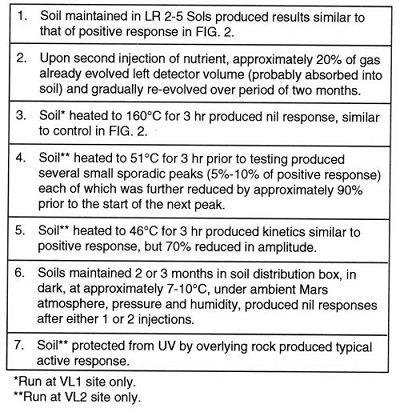 1. Soil maintained in LR 2-5 Sols produced results similar to
that of positive response in FIG. 2.
2. Upon second injection of nutrient, approximately 20% of gas
already evolved left detector volume (probably absorbed into
soil) and gradually re-evolved over period of two months.
3. Soil* heated to 160°C for 3 hr produced nil response, similar
to control in FIG. 2.
4. Soil** heated to 51°C for 3 hr prior to testing produced
several small sporadic peaks (5%-10% of positive response)
each of which was further reduced by approximately 90%
prior to the start of the next peak.
5. Soil** heated to 46°C for 3 hr produced kinetics similar to
positive response, but 70% reduced in amplitude.
6. Soils maintained 2 or 3 months in soil distribution box, in
dark, at approximately 7-10°C, under ambient Mars
atmosphere, pressure and humidity, produced nil responses
after either 1 or 2 injections.
7. Soil** protected from UV by overlying rock produced typical
active response.
*Run at VL1 site only.
**Run at VL2 site only.